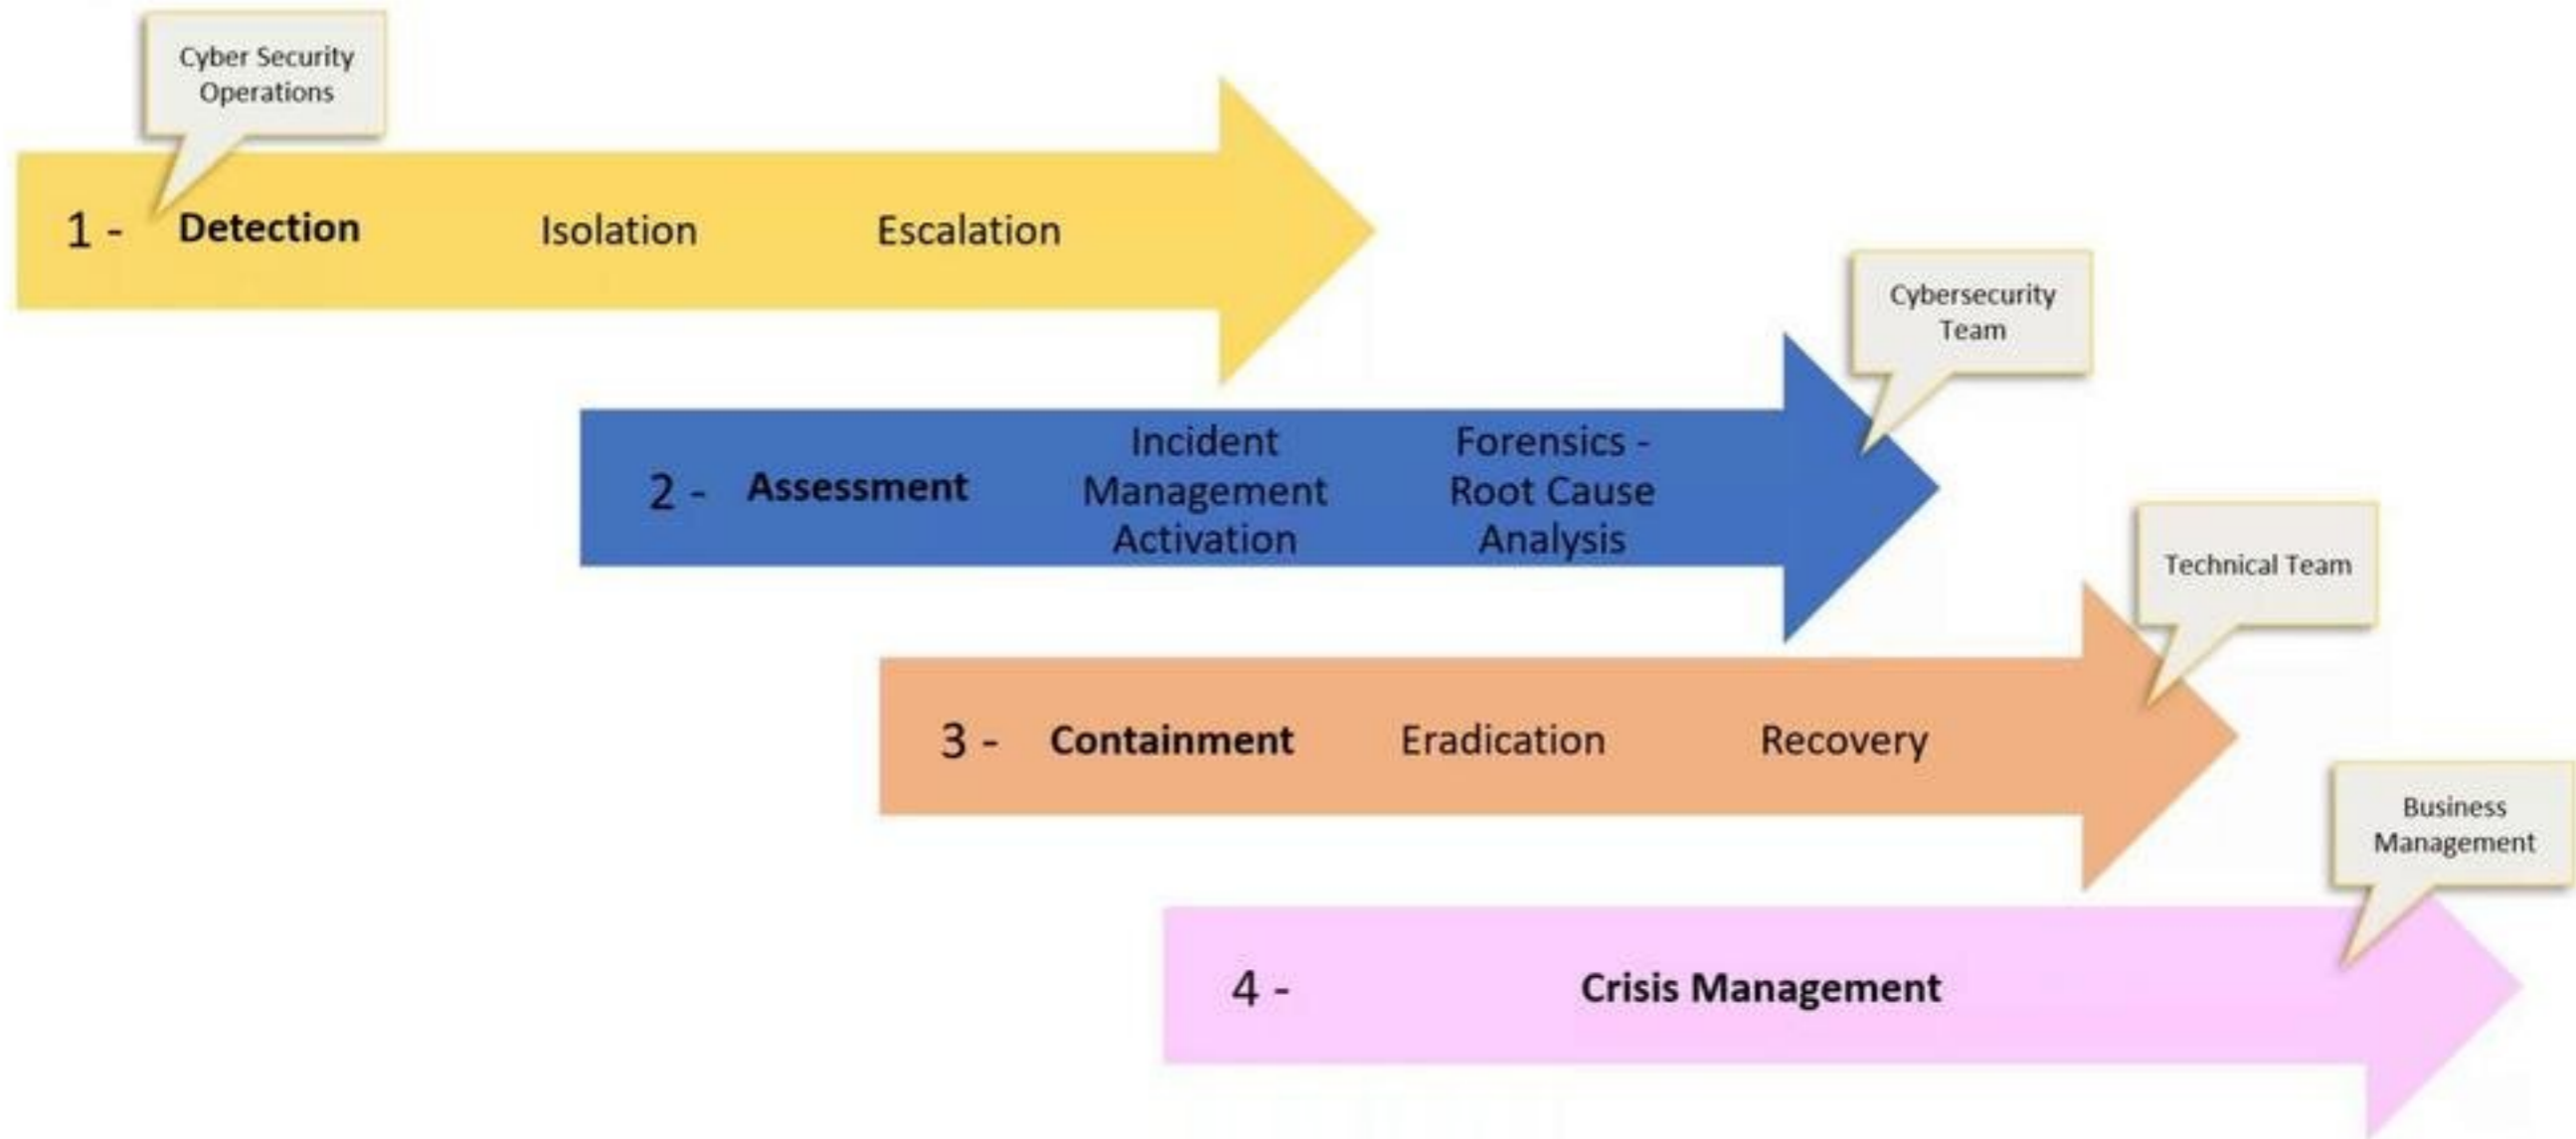 Cyber Security
Operations
1 - Detection Isolation Escalation
Cybersecurity
Team
2 - Assessment
Incident
Management
Activation
Forensics -
Root Cause
Analysis
Technical Team
3 - Containment Eradication Recovery
Business
Management
4 - Crisis Management